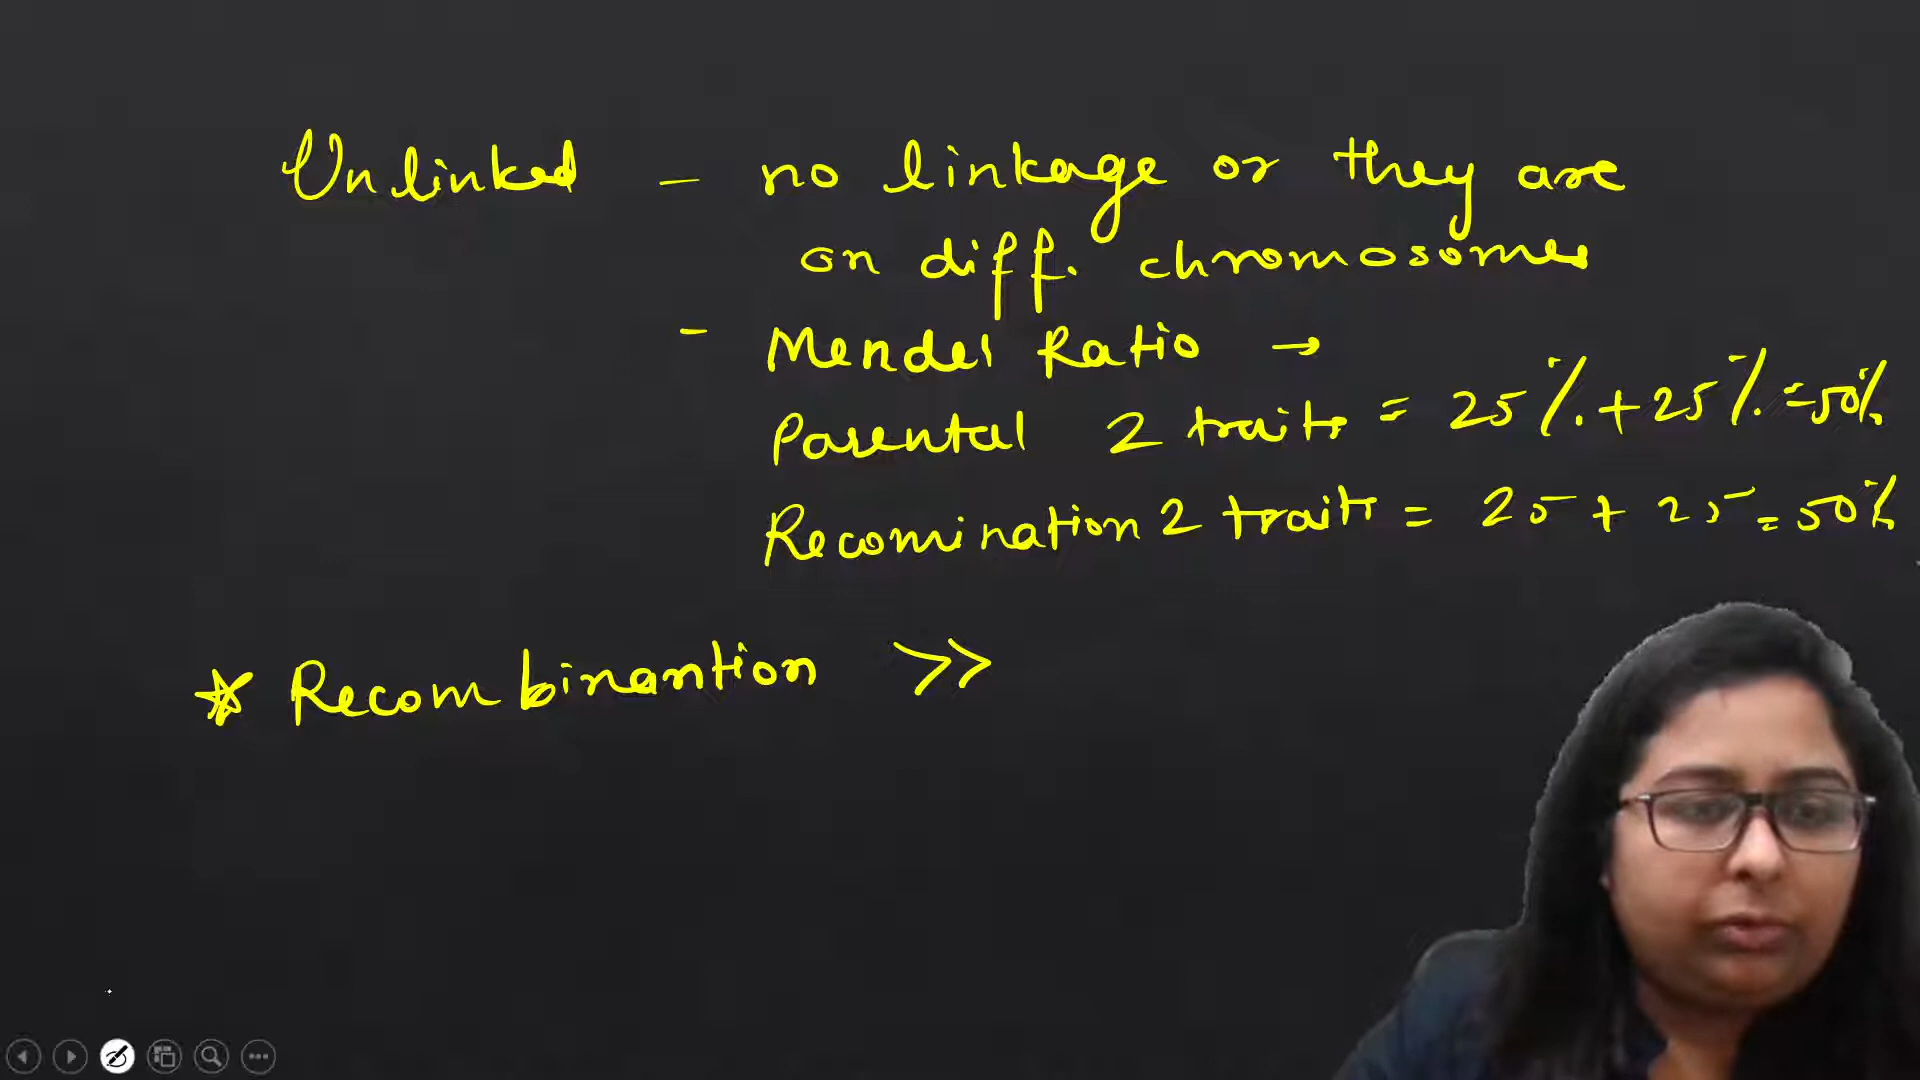 Unlinked - no linkage or they are
on diff. chromosomes
- Mendel Ratio →
Parental 2 traits = 25%+25%=50%
Recomination 2 traits = 25+25=50%
* Recombinantion >>